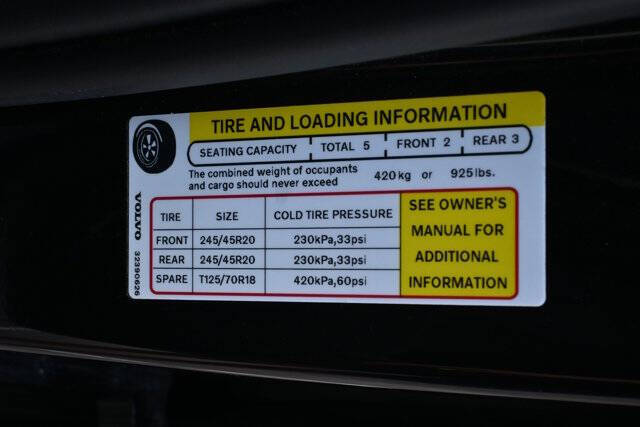 TIRE AND LOADING INFORMATION
SEATING CAPACITY TOTAL 5 FRONT 2 REAR 3
The combined weight of occupants
and cargo should never exceed 420kg or 925lbs.
TIRE SIZE COLD TIRE PRESSURE
FRONT 245/45R20 230kPa,33psi
REAR 245/45R20 230kPa,33psi
SPARE T125/70R18 420kPa,60psi
SEE OWNER'S
MANUAL FOR
ADDITIONAL
INFORMATION
VOLVO 32390626